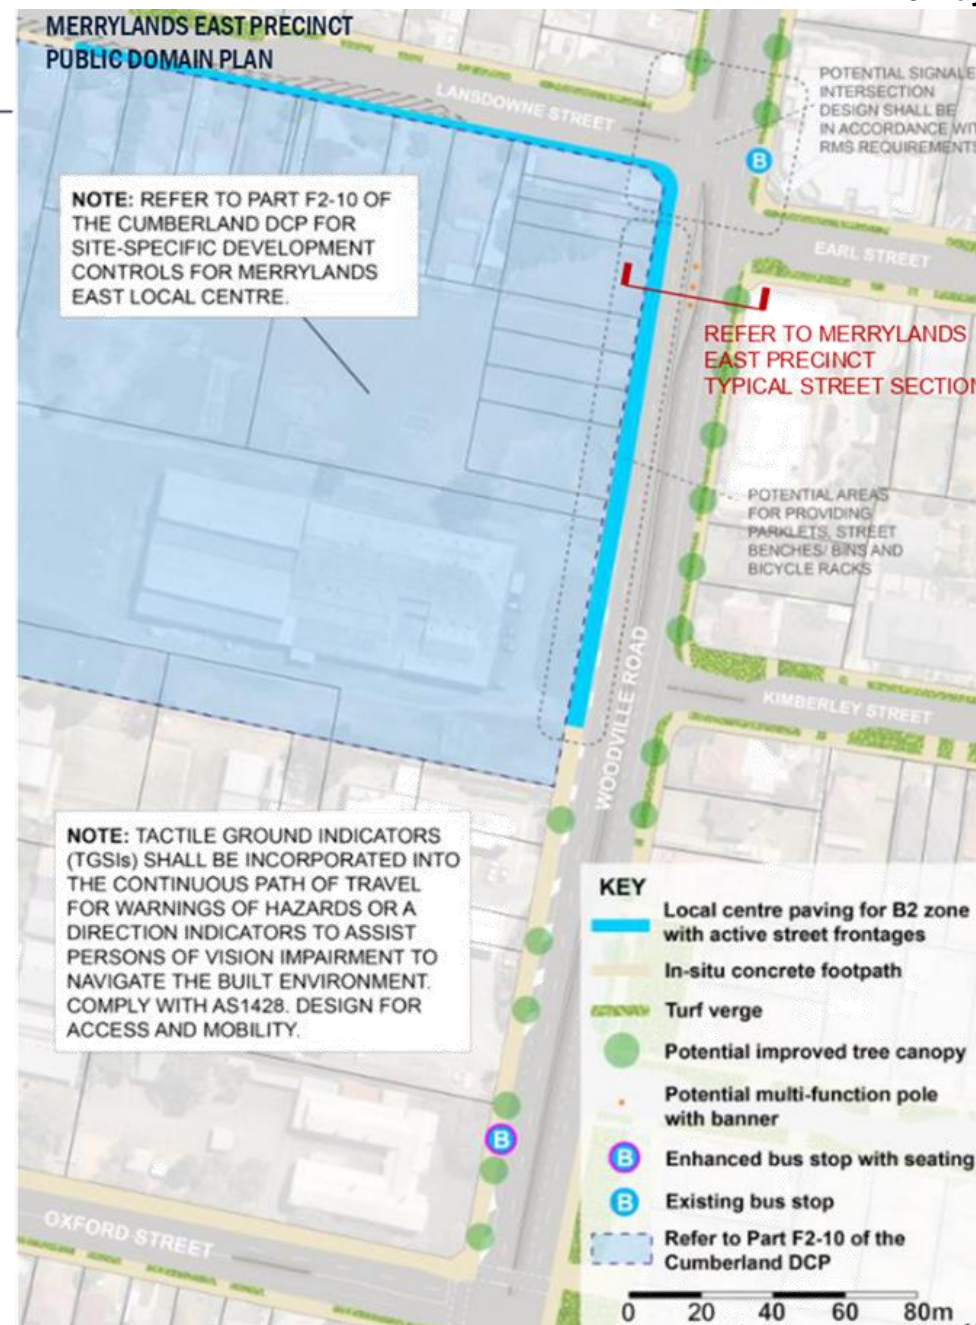 MERRYLANDS EAST PRECINCT
PUBLIC DOMAIN PLAN
LANSDOWNE STREET
POTENTIAL SIGNALE
INTERSECTION
DESIGN SHALL BE
IN ACCORDANCE WIT
RMS REQUIREMENTS
B
NOTE: REFER TO PART F2-10 OF
THE CUMBERLAND DCP FOR
SITE-SPECIFIC DEVELOPMENT
CONTROLS FOR MERRYLANDS
EAST LOCAL CENTRE.
EARL STREET
REFER TO MERRYLANDS
EAST PRECINCT
TYPICAL STREET SECTION
POTENTIAL AREAS
FOR PROVIDING
PARKLETS, STREET
BENCHES/ BINS AND
BICYCLE RACKS
WOODVILLE ROAD
KIMBERLEY STREET
NOTE: TACTILE GROUND INDICATORS
(TGSIs) SHALL BE INCORPORATED INTO
THE CONTINUOUS PATH OF TRAVEL
FOR WARNINGS OF HAZARDS OR A
DIRECTION INDICATORS TO ASSIST
PERSONS OF VISION IMPAIRMENT TO
NAVIGATE THE BUILT ENVIRONMENT.
COMPLY WITH AS1428. DESIGN FOR
ACCESS AND MOBILITY.
B
OXFORD STREET
KEY
Local centre paving for B2 zone
with active street frontages
In-situ concrete footpath
Turf verge
Potential improved tree canopy
Potential multi-function pole
with banner
B Enhanced bus stop with seating
B Existing bus stop
Refer to Part F2-10 of the
Cumberland DCP
0 20 40 60 80m